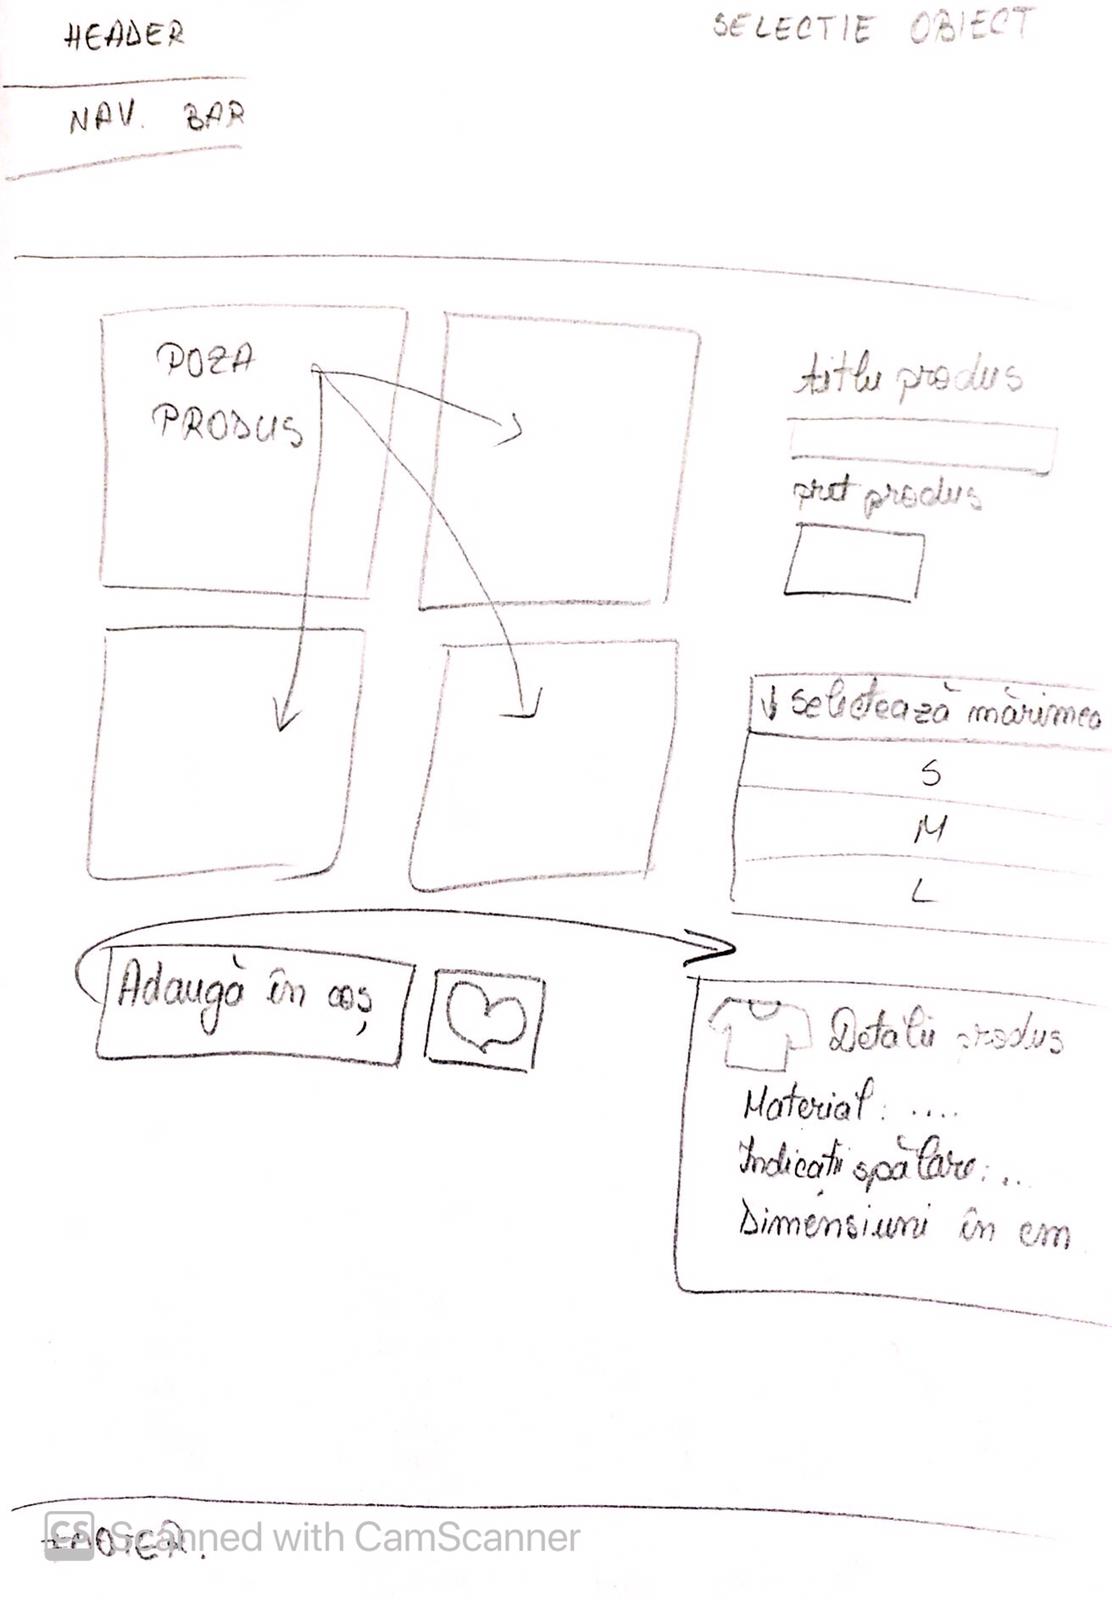 HEADER
SELECTIE OBIECT
NAV. BAR
POZA
PRODUS
titlu produs
pret produs
↓ Selectează mărimea
S
M
L
Adaugă în coș
Detalii produs
Material: ....
Indicații spălare: ...
Dimensiuni în cm
FOOTER.
CS Scanned with CamScanner